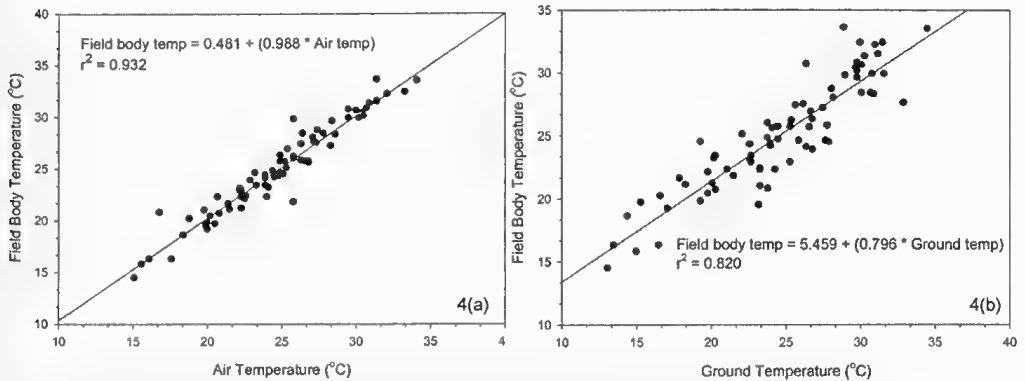 40
35
30
25
20
15
10
Field Body Temperature (°C)
Field body temp = 0.481 + (0.988 * Air temp)
r² = 0.932
4(a)
10 15 20 25 30 35 4
Air Temperature (°C)
35
30
25
20
15
10
Field Body Temperature (°C)
Field body temp = 5.459 + (0.796 * Ground temp)
r² = 0.820
4(b)
10 15 20 25 30 35 40
Ground Temperature (°C)